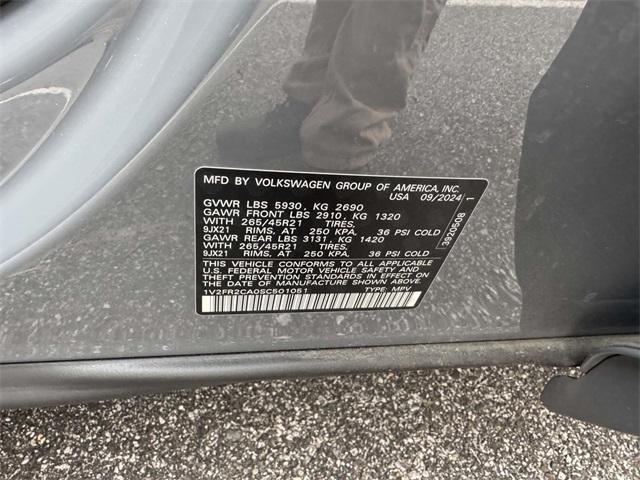 MFD BY VOLKSWAGEN GROUP OF AMERICA, INC.
USA 09/2024
GVWR LBS 5930, KG 2690
GAWR FRONT LBS 2910, KG 1320
WITH 265/45R21 TIRES,
9JX21 RIMS, AT 250 KPA, 36 PSI COLD
GAWR REAR LBS 3131, KG 1420
WITH 265/45R21 TIRES,
9JX21 RIMS, AT 250 KPA, 36 PSI COLD
THIS VEHICLE CONFORMS TO ALL APPLICABLE
U.S. FEDERAL MOTOR VEHICLE SAFETY AND
THEFT PREVENTION STANDARDS IN EFFECT ON
THE DATE OF MANUFACTURE SHOWN ABOVE.
1V2FR2CA0SC501051 TYPE: MPV
1